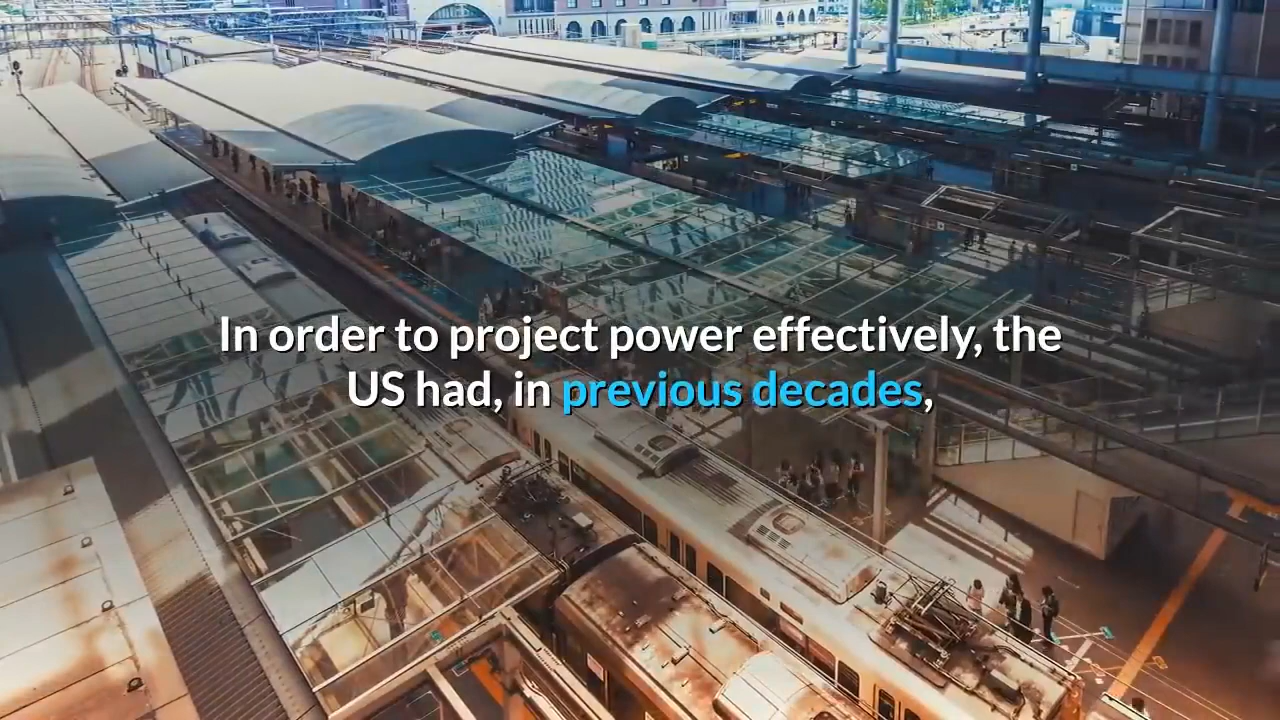 In order to project power effectively, the
US had, in previous decades,